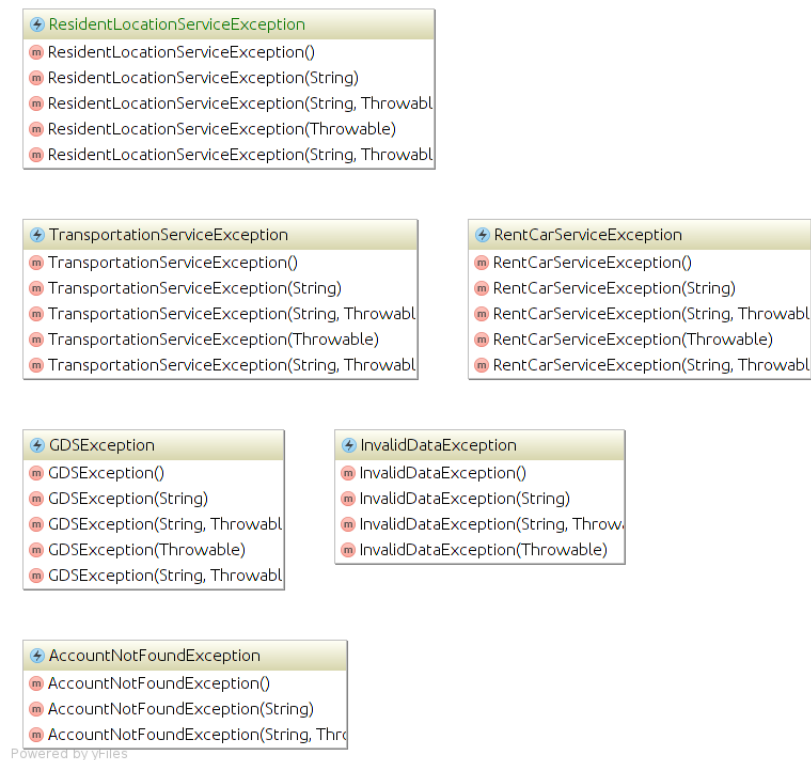 ResidentLocationServiceException
ResidentLocationServiceException()
ResidentLocationServiceException(String)
ResidentLocationServiceException(String, Throwabl
ResidentLocationServiceException(Throwable)
ResidentLocationServiceException(String, Throwabl
TransportationServiceException
TransportationServiceException()
TransportationServiceException(String)
TransportationServiceException(String, Throwabl
TransportationServiceException(Throwable)
TransportationServiceException(String, Throwabl
RentCarServiceException
RentCarServiceException()
RentCarServiceException(String)
RentCarServiceException(String, Throwabl
RentCarServiceException(Throwable)
RentCarServiceException(String, Throwabl
GDSException
GDSException()
GDSException(String)
GDSException(String, Throwabl
GDSException(Throwable)
GDSException(String, Throwabl
InvalidDataException
InvalidDataException()
InvalidDataException(String)
InvalidDataException(String, Throw
InvalidDataException(Throwable)
AccountNotFoundException
AccountNotFoundException()
AccountNotFoundException(String)
AccountNotFoundException(String, Thro
Powered by yFiles